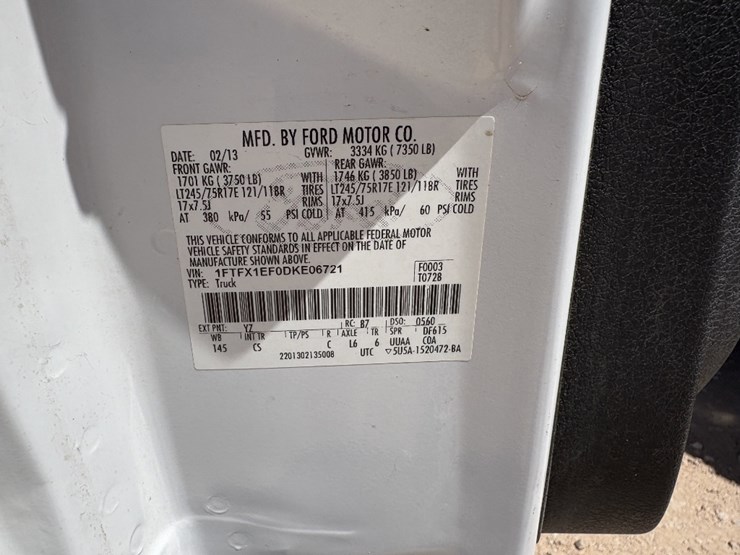 MFD. BY FORD MOTOR CO.
DATE: 02/13 GVWR: 3334 KG ( 7350 LB)
FRONT GAWR: REAR GAWR:
1701 KG ( 3750 LB) WITH 1746 KG ( 3850 LB) WITH
LT245/75R17E 121/118R TIRES LT245/75R17E 121/118R TIRES
17x7.5J RIMS 17x7.5J RIMS
AT 380 kPa/ 55 PSI COLD AT 415 kPa/ 60 PSI COLD
THIS VEHICLE CONFORMS TO ALL APPLICABLE FEDERAL MOTOR
VEHICLE SAFETY STANDARDS IN EFFECT ON THE DATE OF
MANUFACTURE SHOWN ABOVE.
VIN: 1FTFX1EF0DKE06721 F0003
TYPE: Truck T0728
EXT PNT: YZ RC: B7 DSO: 0560
WB INT TR TP/PS R AXLE TR SPR DF615
145 CS C L6 6 UUAA COA
2201302135008 UTC ▽5U5A-1520472-BA